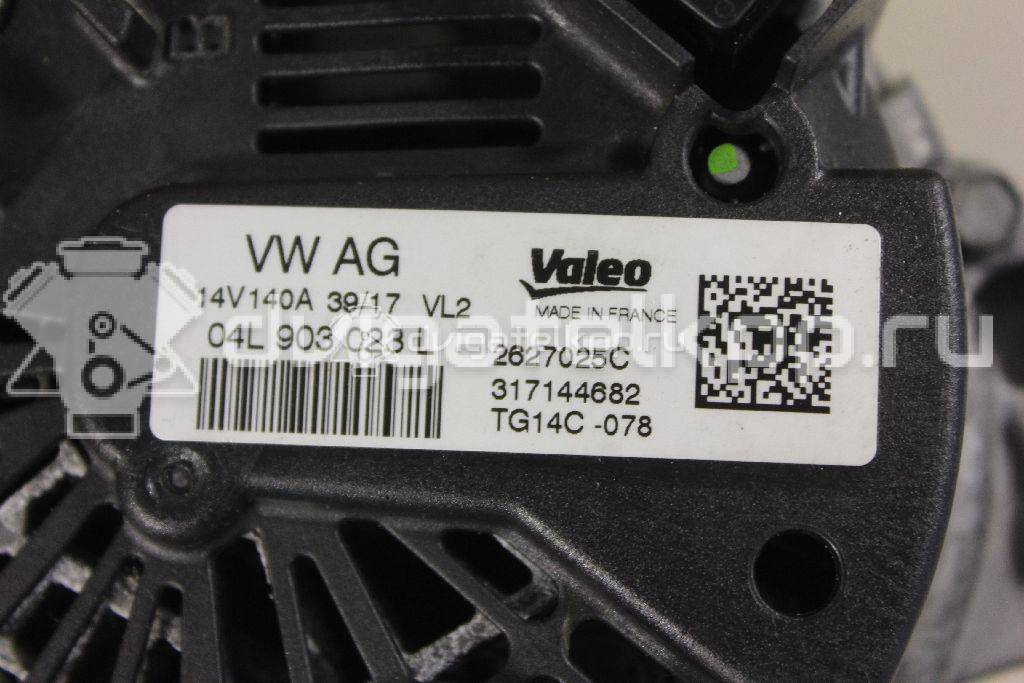 B
VW AG
14V140A 39/17 VL2
04L 903 023 L
Valeo
MADE IN FRANCE
2627025C
317144682
TG14C -078